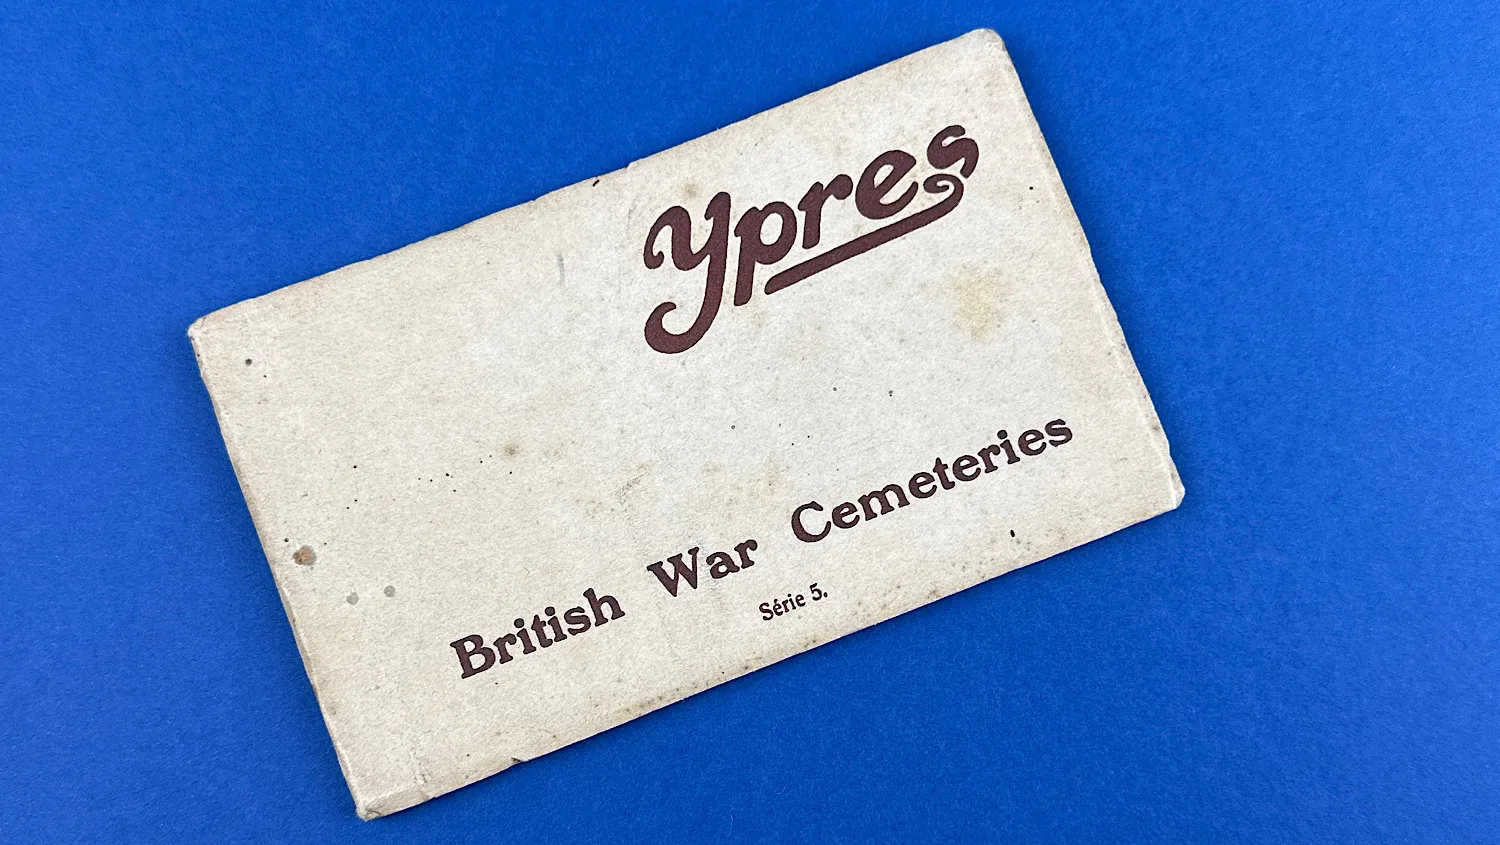 Ypres
British War Cemeteries
Série 5.